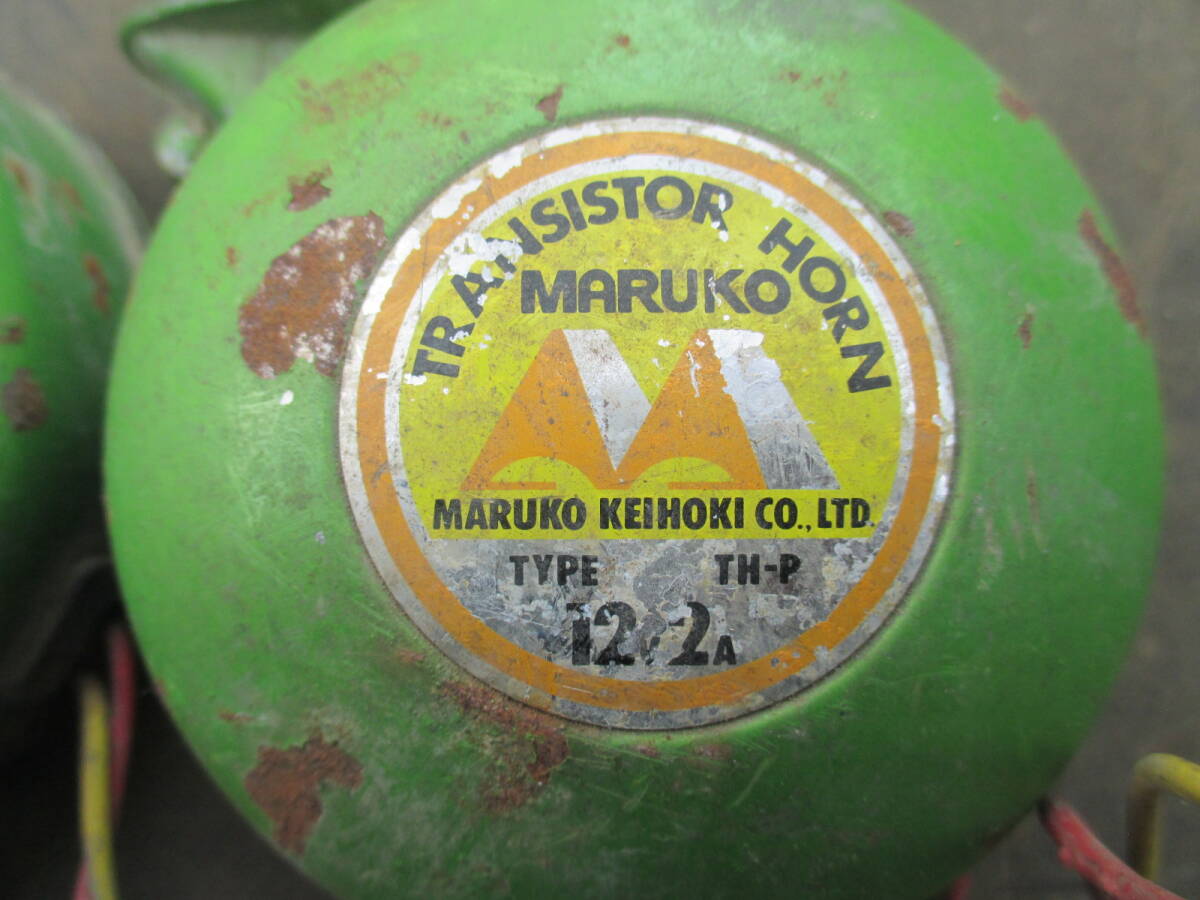 TRANSISTOR HORN
MARUKO
MARUKO KEIHOKI CO., LTD.
TYPE TH-P
12V 2A